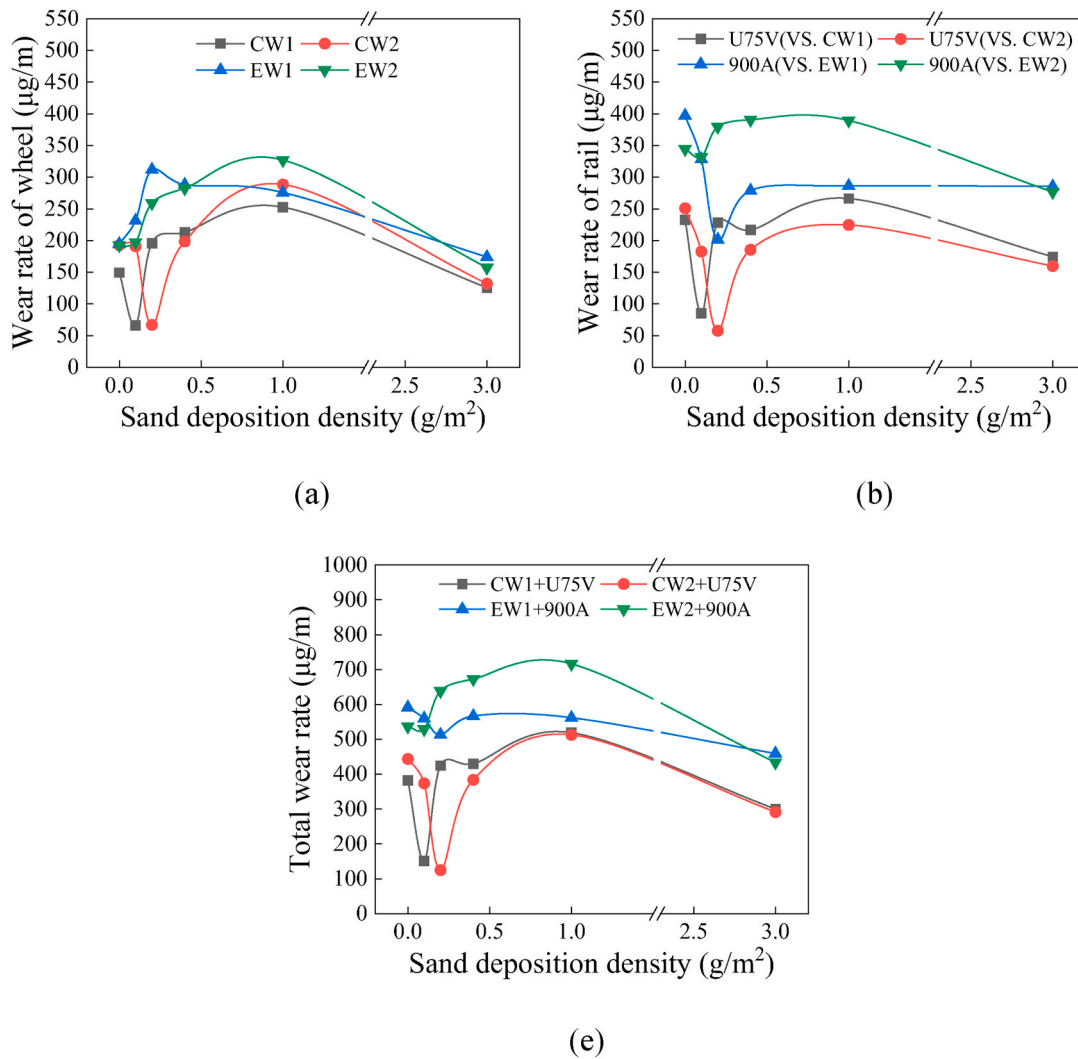 550
500
450
400
350
300
250
200
150
100
50
0
Wear rate of wheel (μg/m)
CW1 CW2
EW1 EW2
0.0 0.5 1.0 2.5 3.0
Sand deposition density (g/m²)
(a)
550
500
450
400
350
300
250
200
150
100
50
0
Wear rate of rail (μg/m)
U75V(VS. CW1) U75V(VS. CW2)
900A(VS. EW1) 900A(VS. EW2)
0.0 0.5 1.0 2.5 3.0
Sand deposition density (g/m²)
(b)
1000
900
800
700
600
500
400
300
200
100
0
Total wear rate (μg/m)
CW1+U75V CW2+U75V
EW1+900A EW2+900A
0.0 0.5 1.0 2.5 3.0
Sand deposition density (g/m²)
(e)